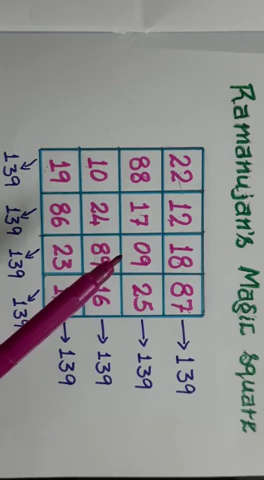 Ramanujan's Magic square
22 12 18 87 → 139
88 17 09 25 → 139
10 24 16 → 139
19 86 23 → 139
↘ ↘ ↘ ↘
139 139 139 139